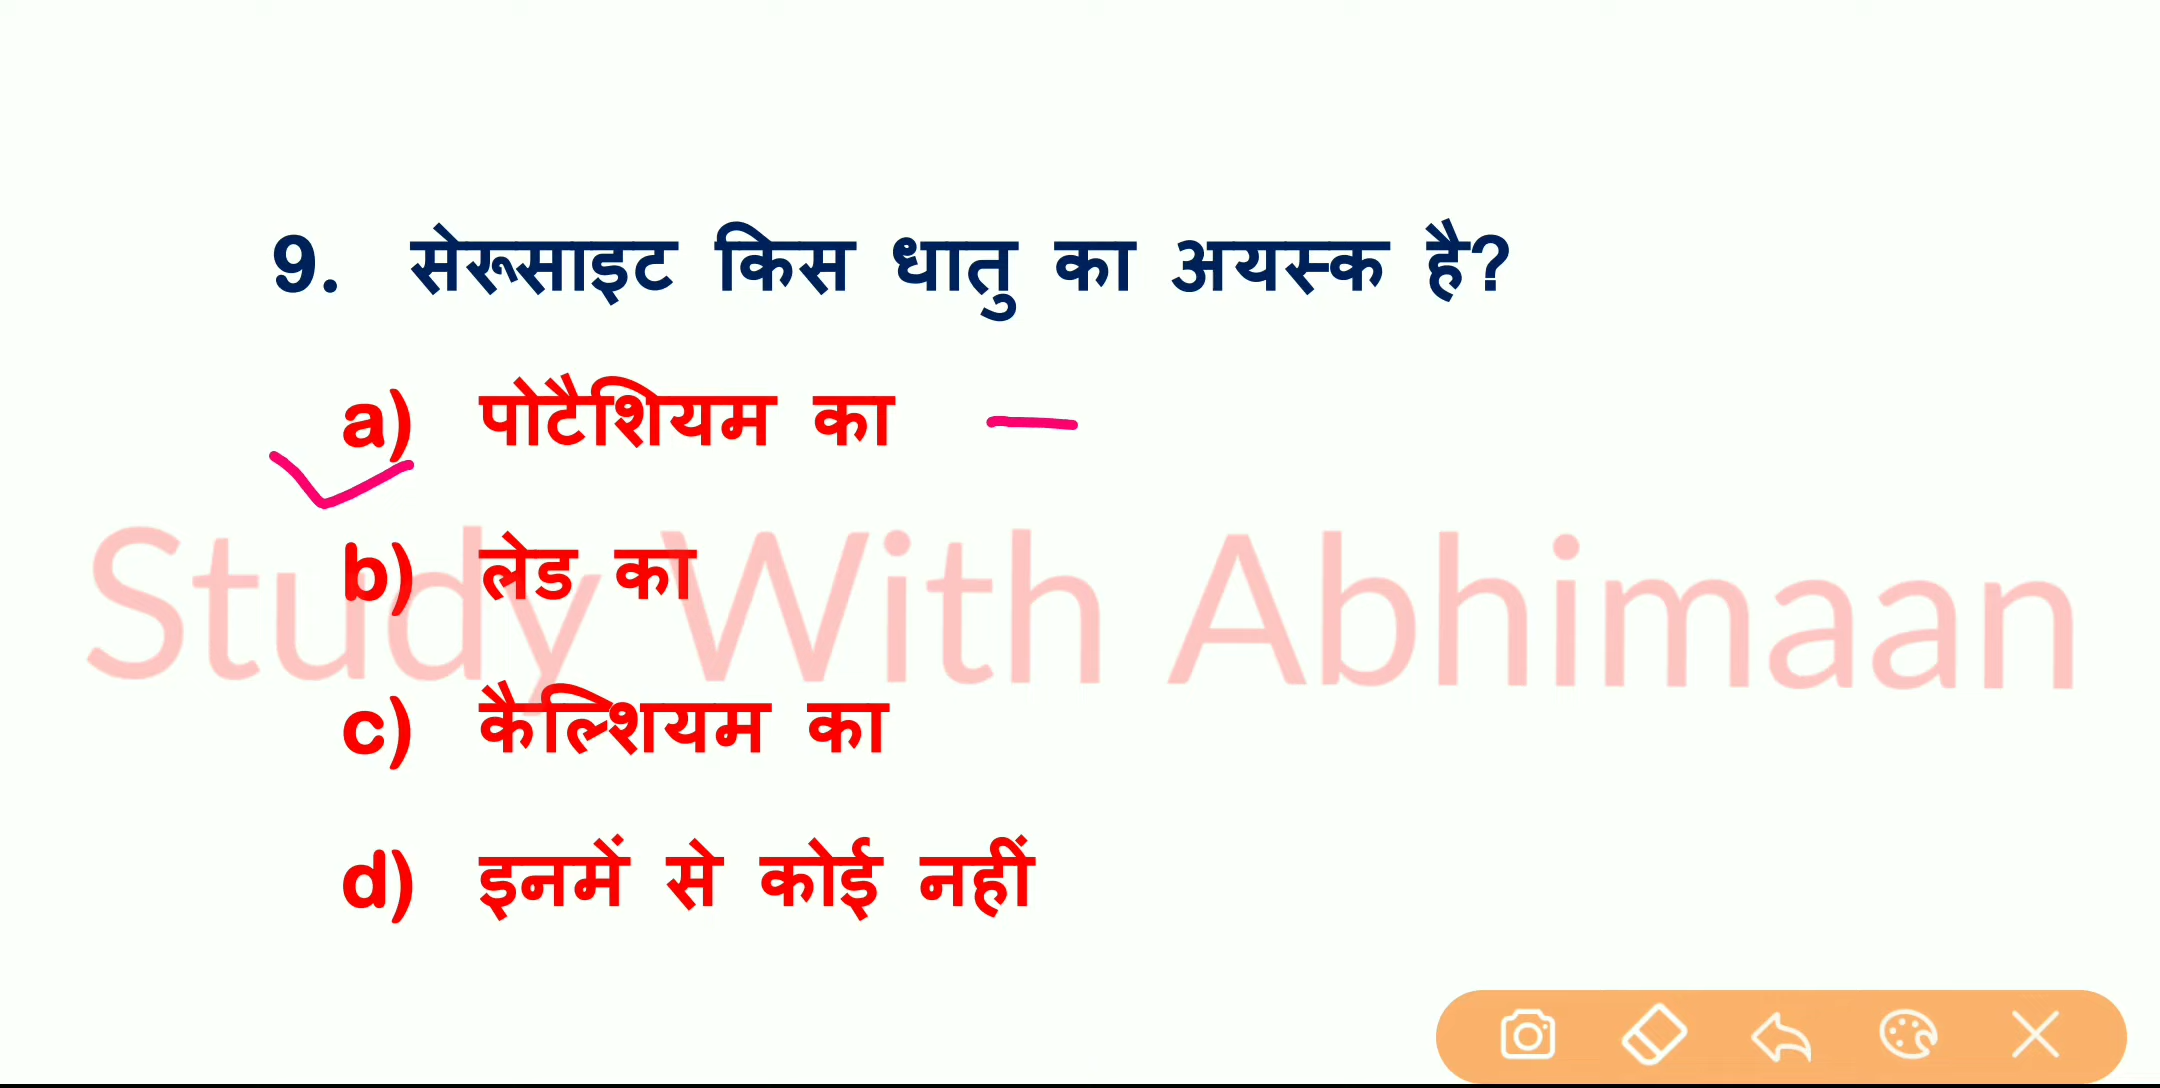 9. सेरूसाइट किस धातु का अयस्क है?
a) पोटैशियम का
b) लेड का
Study With Abhimaan
c) कैल्शियम का
d) इनमें से कोई नहीं